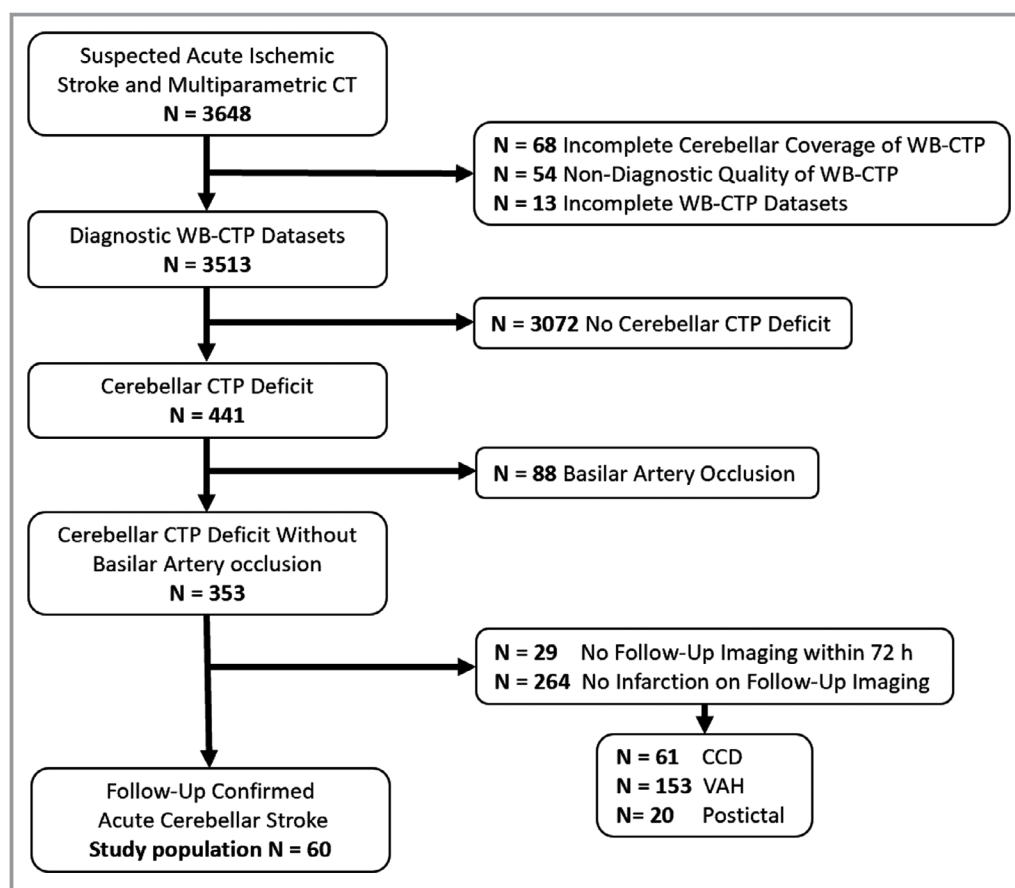 Suspected Acute Ischemic
Stroke and Multiparametric CT
N = 3648
N = 68 Incomplete Cerebellar Coverage of WB-CTP
N = 54 Non-Diagnostic Quality of WB-CTP
N = 13 Incomplete WB-CTP Datasets
Diagnostic WB-CTP Datasets
N = 3513
N = 3072 No Cerebellar CTP Deficit
Cerebellar CTP Deficit
N = 441
N = 88 Basilar Artery Occlusion
Cerebellar CTP Deficit Without
Basilar Artery occlusion
N = 353
N = 29 No Follow-Up Imaging within 72 h
N = 264 No Infarction on Follow-Up Imaging
N = 61 CCD
N = 153 VAH
N= 20 Postictal
Follow-Up Confirmed
Acute Cerebellar Stroke
Study population N = 60